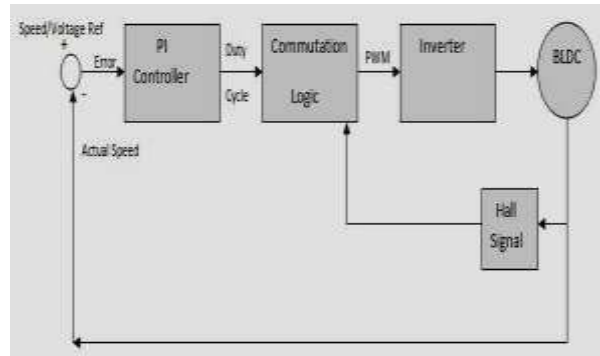 Speed/Voltage Ref
+
Error
-
PI
Controller
Duty
Cycle
Commutation
Logic
PWM
Inverter
BLDC
Actual Speed
Hall
Signal